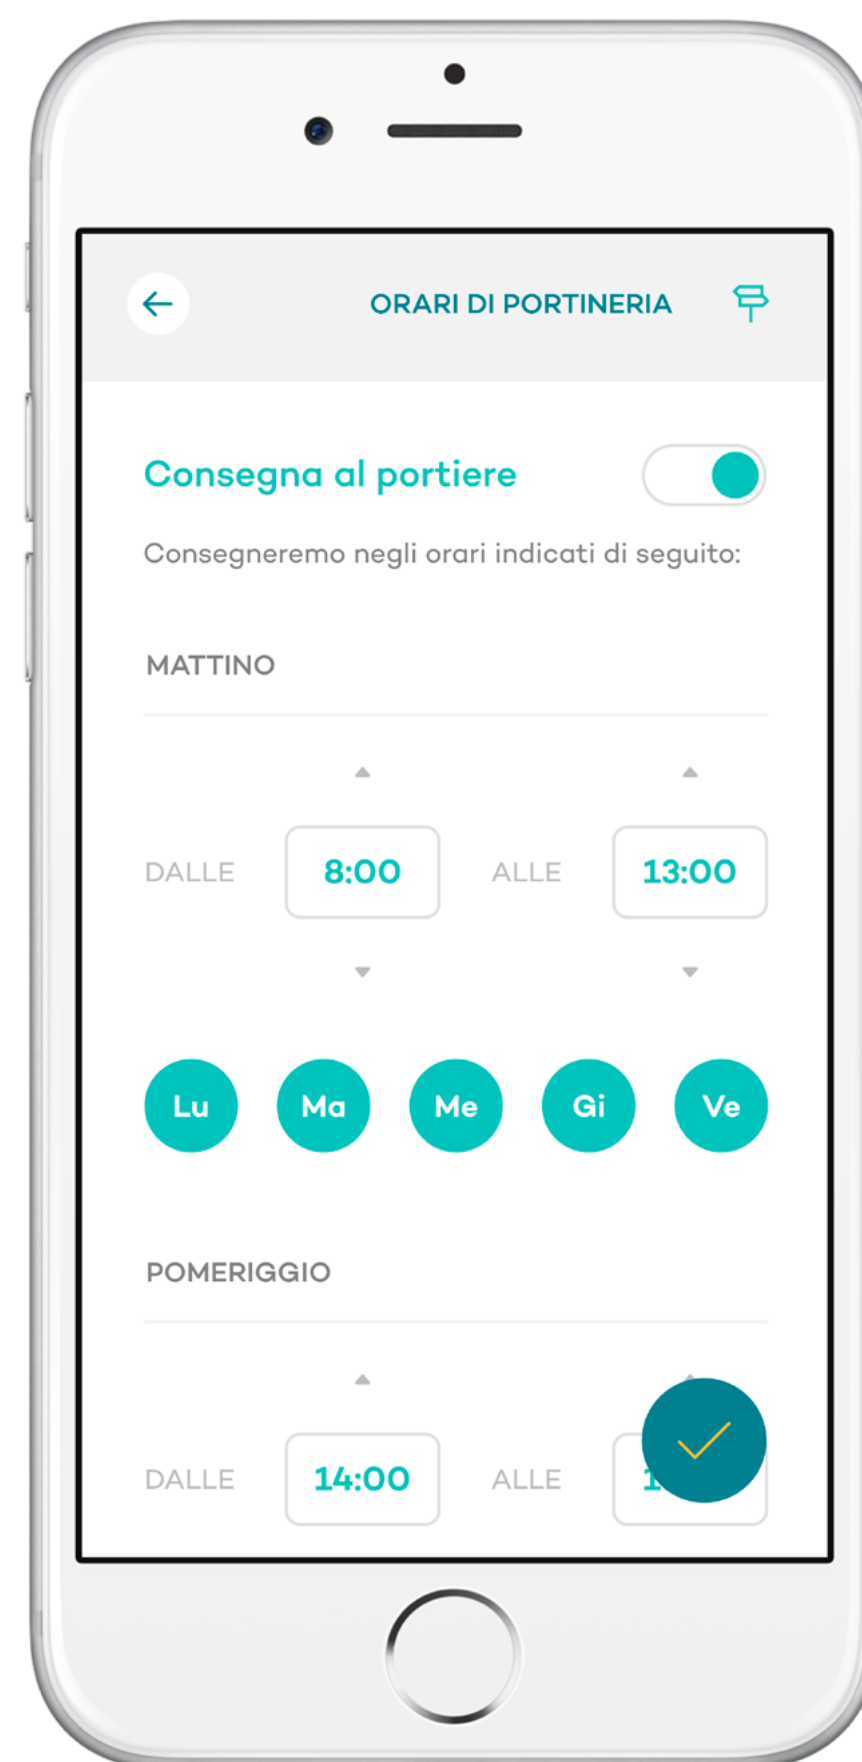 ORARI DI PORTINERIA
Consegna al portiere
Consegneremo negli orari indicati di seguito:
MATTINO
DALLE 8:00 ALLE 13:00
Lu Ma Me Gi Ve
POMERIGGIO
DALLE 14:00 ALLE